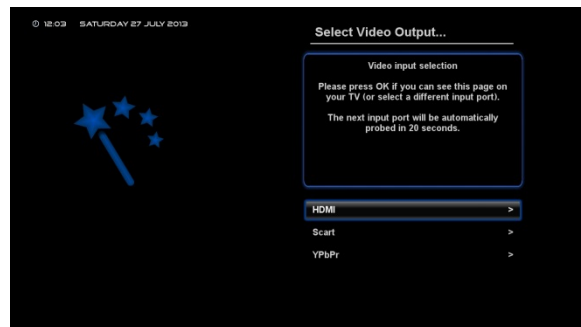 12:03 SATURDAY 27 JULY 2013
Select Video Output...
Video input selection
Please press OK if you can see this page on
your TV (or select a different input port).
The next input port will be automatically
probed in 20 seconds.
HDMI >
Scart >
YPbPr >